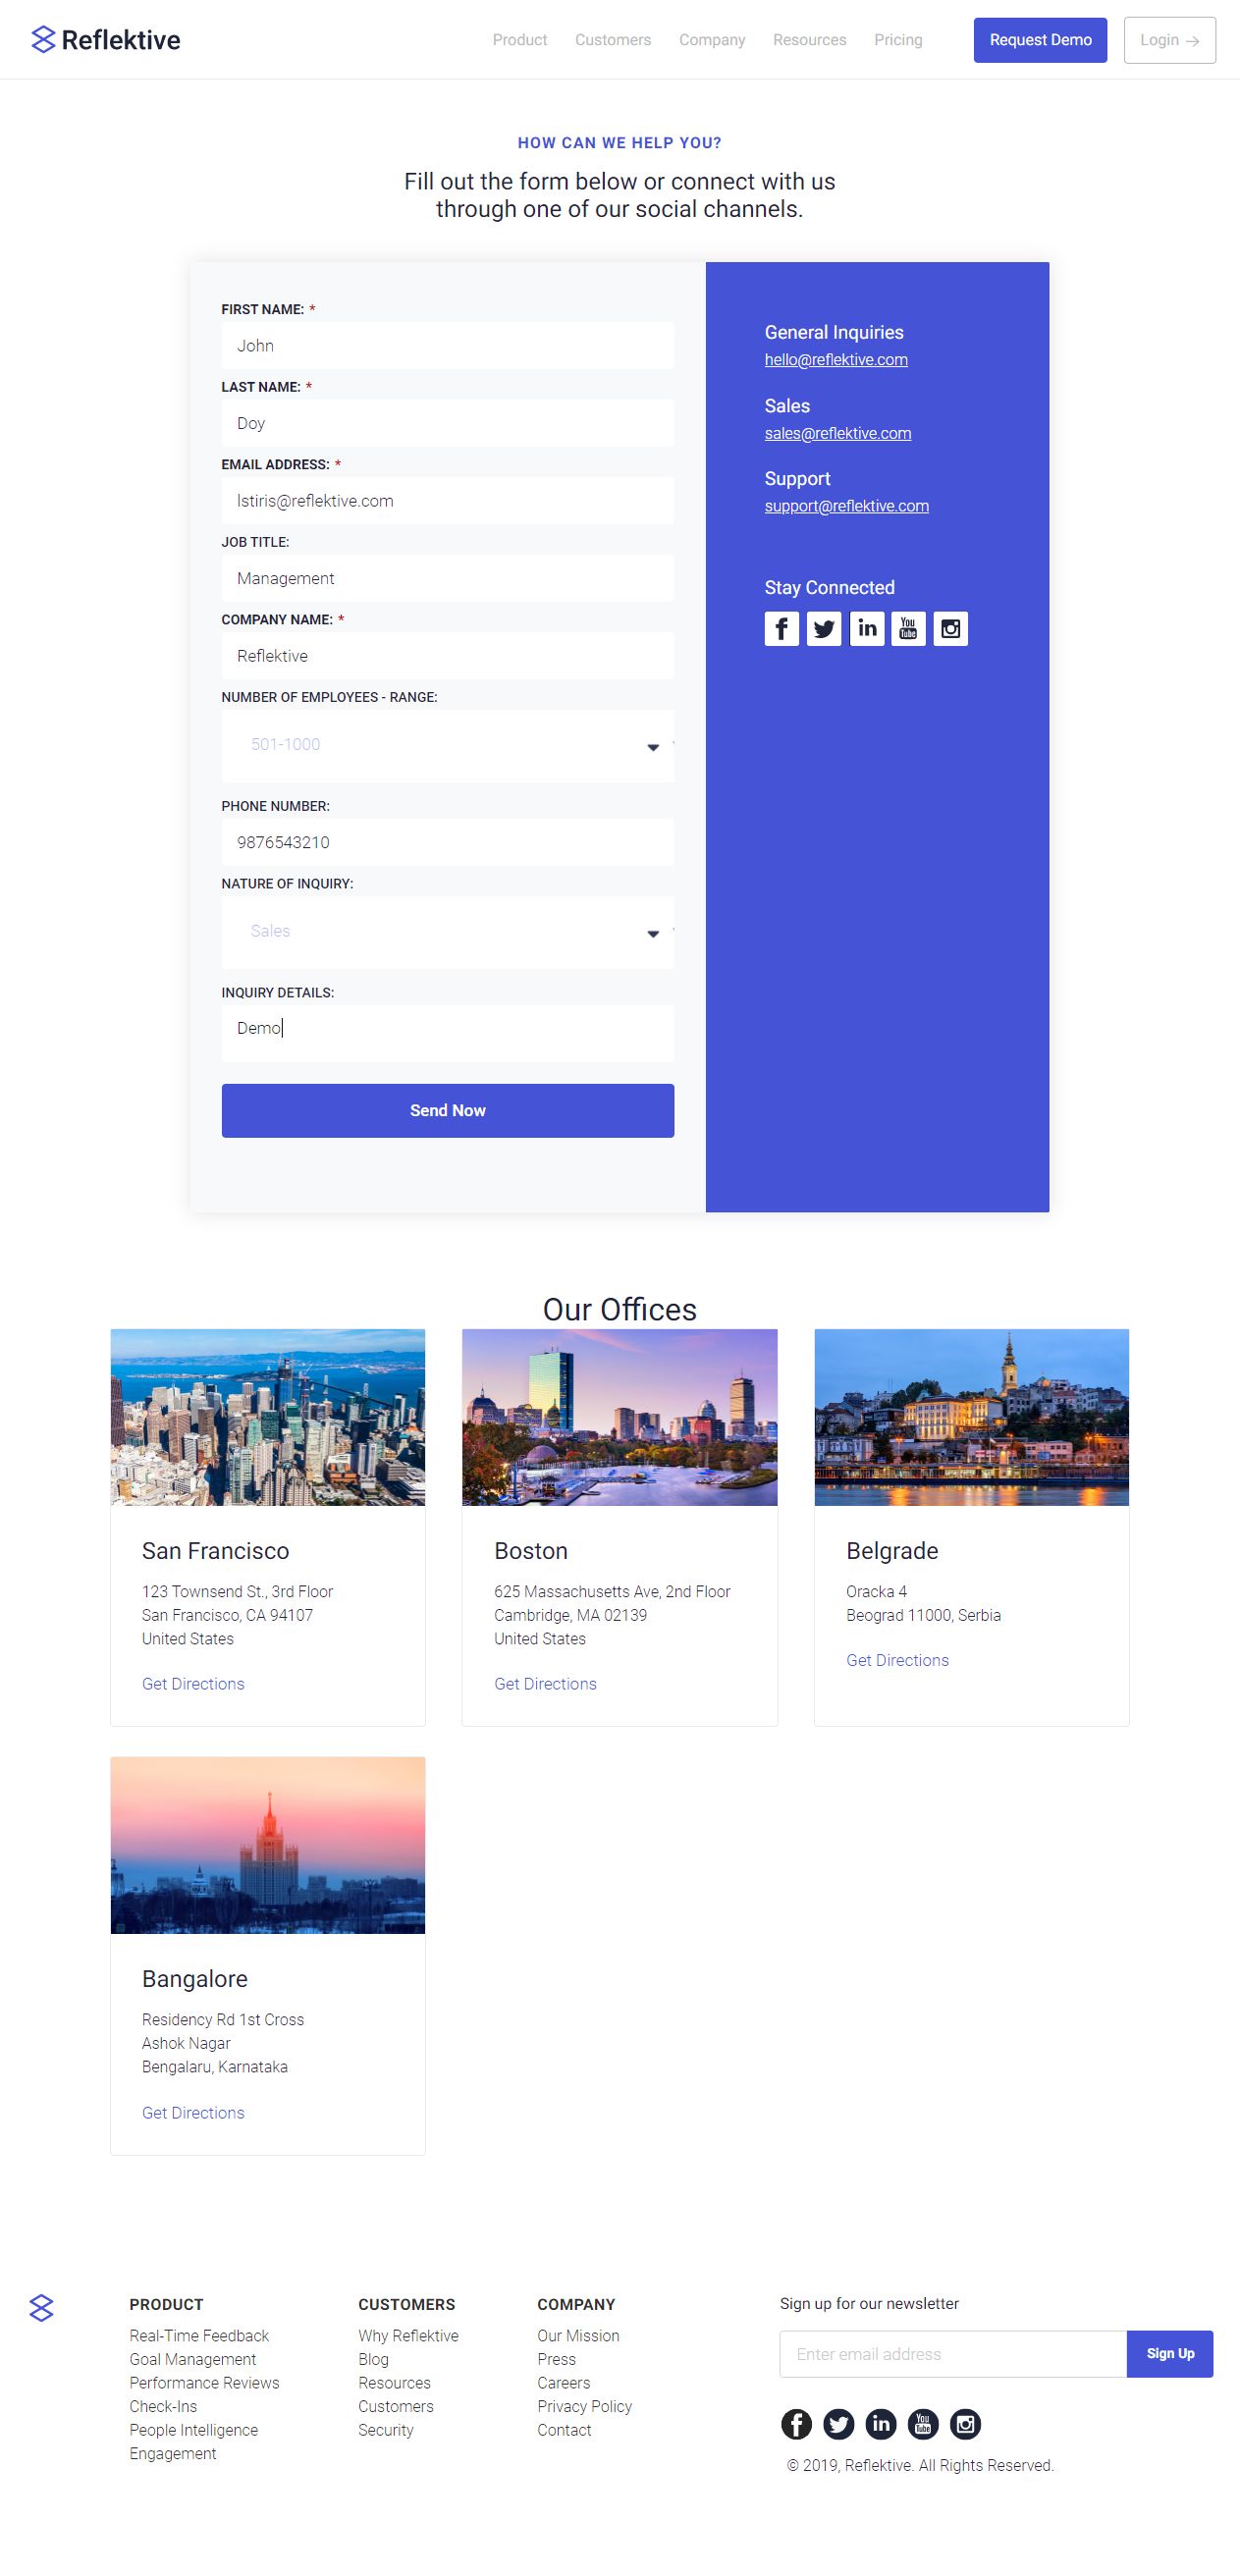 Reflektive
Product Customers Company Resources Pricing Request Demo Login →
HOW CAN WE HELP YOU?
Fill out the form below or connect with us
through one of our social channels.
FIRST NAME: *
John
LAST NAME: *
Doy
EMAIL ADDRESS: *
lstiris@reflektive.com
JOB TITLE:
Management
COMPANY NAME: *
Reflektive
NUMBER OF EMPLOYEES - RANGE:
501-1000
PHONE NUMBER:
9876543210
NATURE OF INQUIRY:
Sales
INQUIRY DETAILS:
Demo
Send Now
General Inquiries
hello@reflektive.com
Sales
sales@reflektive.com
Support
support@reflektive.com
Stay Connected
You
Tube
Our Offices
San Francisco
123 Townsend St., 3rd Floor
San Francisco, CA 94107
United States
Get Directions
Boston
625 Massachusetts Ave, 2nd Floor
Cambridge, MA 02139
United States
Get Directions
Belgrade
Oracka 4
Beograd 11000, Serbia
Get Directions
Bangalore
Residency Rd 1st Cross
Ashok Nagar
Bengalaru, Karnataka
Get Directions
PRODUCT
Real-Time Feedback
Goal Management
Performance Reviews
Check-Ins
People Intelligence
Engagement
CUSTOMERS
Why Reflektive
Blog
Resources
Customers
Security
COMPANY
Our Mission
Press
Careers
Privacy Policy
Contact
Sign up for our newsletter
Enter email address
Sign Up
You
Tube
© 2019, Reflektive. All Rights Reserved.